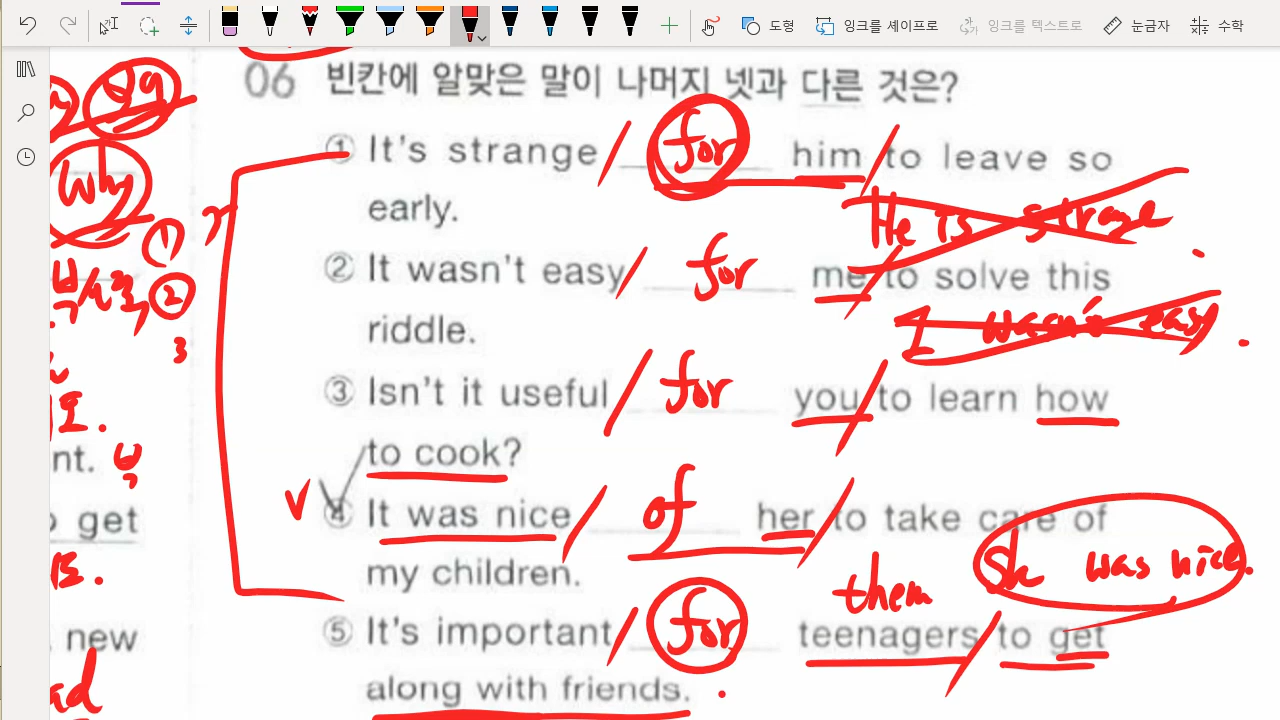 도형 잉크를 셰이프로 잉크를 텍스트로 눈금자 수학
06 빈칸에 알맞은 말이 나머지 넷과 다른 것은?
① It's strange / for him / to leave so
early.
He is strange.
② It wasn't easy / for me / to solve this
riddle.
I wasn't easy.
③ Isn't it useful / for you / to learn how
to cook?
④ It was nice / of her / to take care of
my children.
She was nice.
them
⑤ It's important / for teenagers / to get
along with friends.
why
①
②
3
nt.
get
new